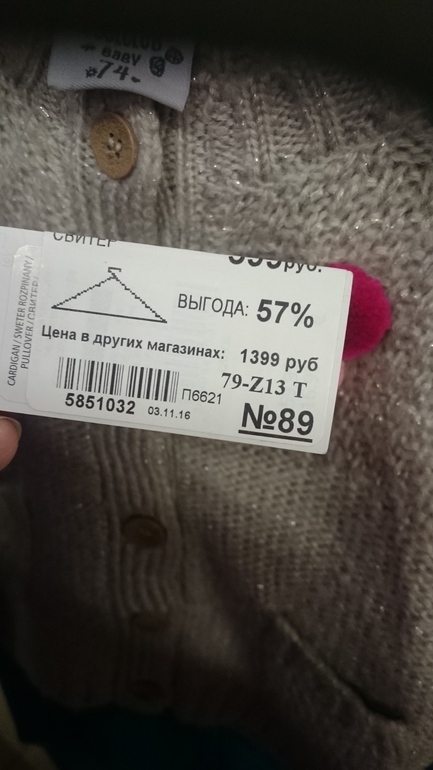 BABY
74
СВИТЕР
руб.
ВЫГОДА: 57%
Цена в других магазинах: 1399 руб
79-Z13 T
П6621
5851032 03.11.16
№89
CARDIGAN/SWETER ROZPINANY/
PULLOVER/СВИТЕР/